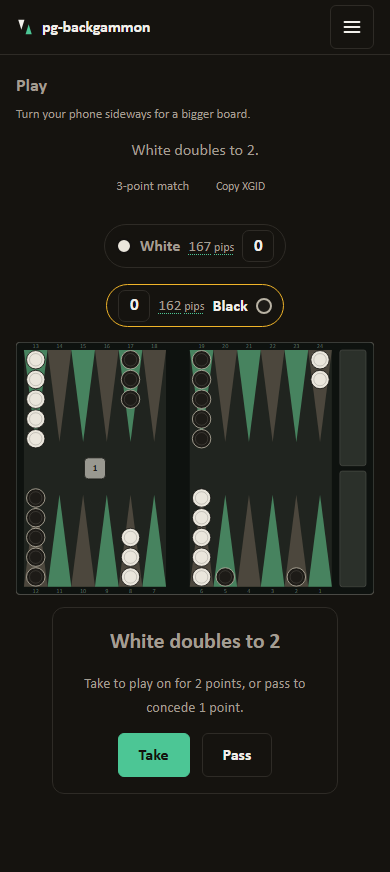 pg-backgammon
Play
Turn your phone sideways for a bigger board.
White doubles to 2.
3-point match Copy XGID
White 167 pips 0
0 162 pips Black
13 14 15 16 17 18 19 20 21 22 23 24
1
12 11 10 9 8 7 6 5 4 3 2 1
White doubles to 2
Take to play on for 2 points, or pass to
concede 1 point.
Take Pass